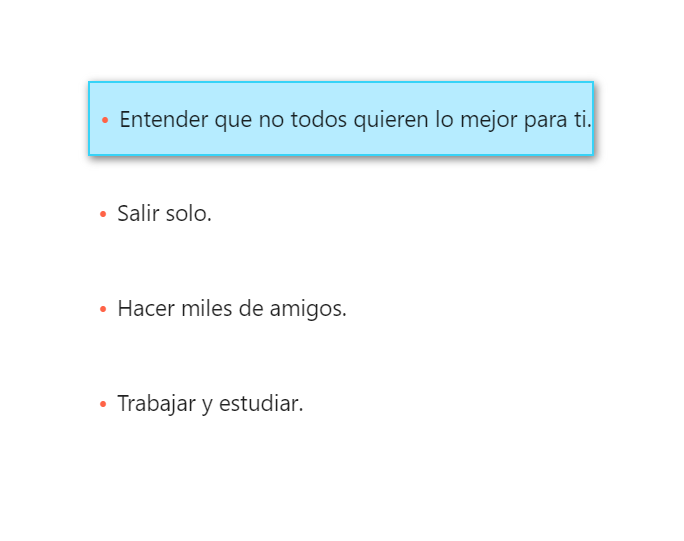 • Entender que no todos quieren lo mejor para ti.
• Salir solo.
• Hacer miles de amigos.
• Trabajar y estudiar.